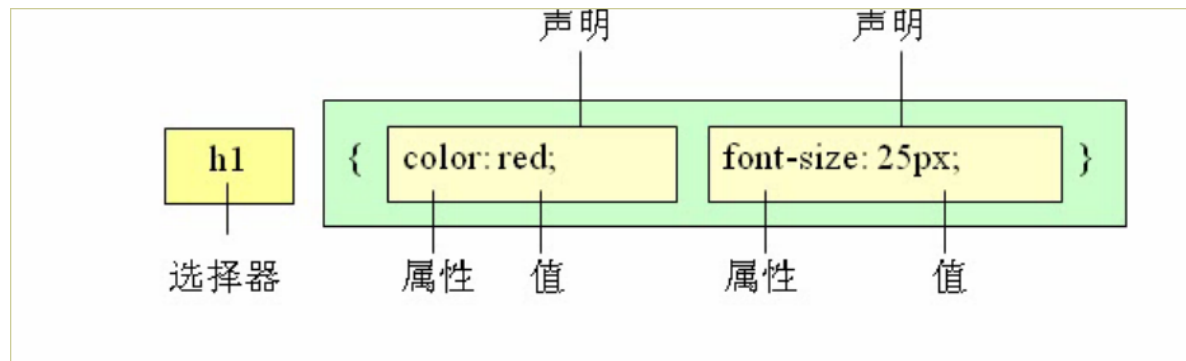 声明 声明
h1 { color: red; font-size: 25px; }
选择器 属性 值 属性 值